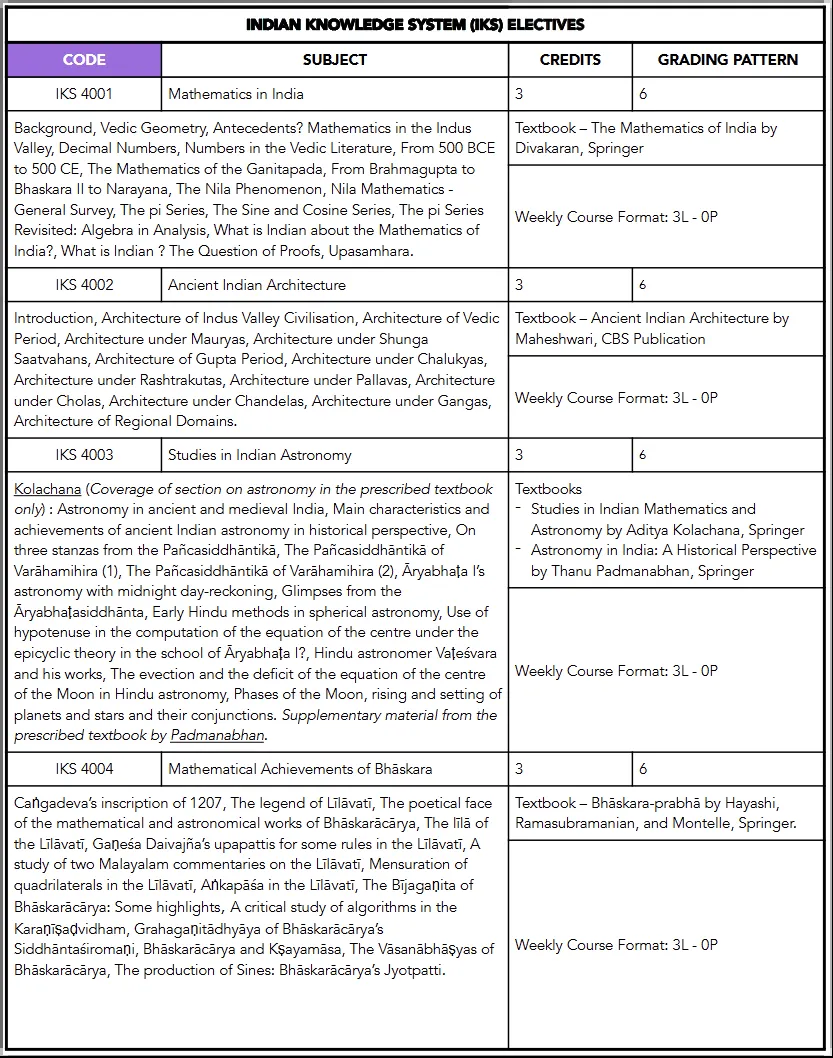 INDIAN KNOWLEDGE SYSTEM (IKS) ELECTIVES
CODE SUBJECT CREDITS GRADING PATTERN
IKS 4001 Mathematics in India 3 6
Background, Vedic Geometry, Antecedents? Mathematics in the Indus
Valley, Decimal Numbers, Numbers in the Vedic Literature, From 500 BCE
to 500 CE, The Mathematics of the Ganitapada, From Brahmagupta to
Bhaskara II to Narayana, The Nila Phenomenon, Nila Mathematics -
General Survey, The pi Series, The Sine and Cosine Series, The pi Series
Revisited: Algebra in Analysis, What is Indian about the Mathematics of
India?, What is Indian ? The Question of Proofs, Upasamhara.
Textbook – The Mathematics of India by
Divakaran, Springer
Weekly Course Format: 3L - 0P
IKS 4002 Ancient Indian Architecture 3 6
Introduction, Architecture of Indus Valley Civilisation, Architecture of Vedic
Period, Architecture under Mauryas, Architecture under Shunga
Saatvahans, Architecture of Gupta Period, Architecture under Chalukyas,
Architecture under Rashtrakutas, Architecture under Pallavas, Architecture
under Cholas, Architecture under Chandelas, Architecture under Gangas,
Architecture of Regional Domains.
Textbook – Ancient Indian Architecture by
Maheshwari, CBS Publication
Weekly Course Format: 3L - 0P
IKS 4003 Studies in Indian Astronomy 3 6
Kolachana (Coverage of section on astronomy in the prescribed textbook
only) : Astronomy in ancient and medieval India, Main characteristics and
achievements of ancient Indian astronomy in historical perspective, On
three stanzas from the Pañcasiddhāntikā, The Pañcasiddhāntikā of
Varāhamihira (1), The Pañcasiddhāntikā of Varāhamihira (2), Āryabhaṭa I’s
astronomy with midnight day-reckoning, Glimpses from the
Āryabhaṭasiddhānta, Early Hindu methods in spherical astronomy, Use of
hypotenuse in the computation of the equation of the centre under the
epicyclic theory in the school of Āryabhaṭa I?, Hindu astronomer Vaṭeśvara
and his works, The evection and the deficit of the equation of the centre
of the Moon in Hindu astronomy, Phases of the Moon, rising and setting of
planets and stars and their conjunctions. Supplementary material from the
prescribed textbook by Padmanabhan.
Textbooks
- Studies in Indian Mathematics and
Astronomy by Aditya Kolachana, Springer
- Astronomy in India: A Historical Perspective
by Thanu Padmanabhan, Springer
Weekly Course Format: 3L - 0P
IKS 4004 Mathematical Achievements of Bhāskara 3 6
Caṅgadeva’s inscription of 1207, The legend of Līlāvatī, The poetical face
of the mathematical and astronomical works of Bhāskarācārya, The līlā of
the Līlāvatī, Gaṇeśa Daivajña’s upapattis for some rules in the Līlāvatī, A
study of two Malayalam commentaries on the Līlāvatī, Mensuration of
quadrilaterals in the Līlāvatī, Aṅkapāśa in the Līlāvatī, The Bījagaṇita of
Bhāskarācārya: Some highlights, A critical study of algorithms in the
Karaṇīṣaḍvidham, Grahagaṇitādhyāya of Bhāskarācārya’s
Siddhāntaśiromaṇi, Bhāskarācārya and Kṣayamāsa, The Vāsanābhāṣyas of
Bhāskarācārya, The production of Sines: Bhāskarācārya’s Jyotpatti.
Textbook – Bhāskara-prabhā by Hayashi,
Ramasubramanian, and Montelle, Springer.
Weekly Course Format: 3L - 0P